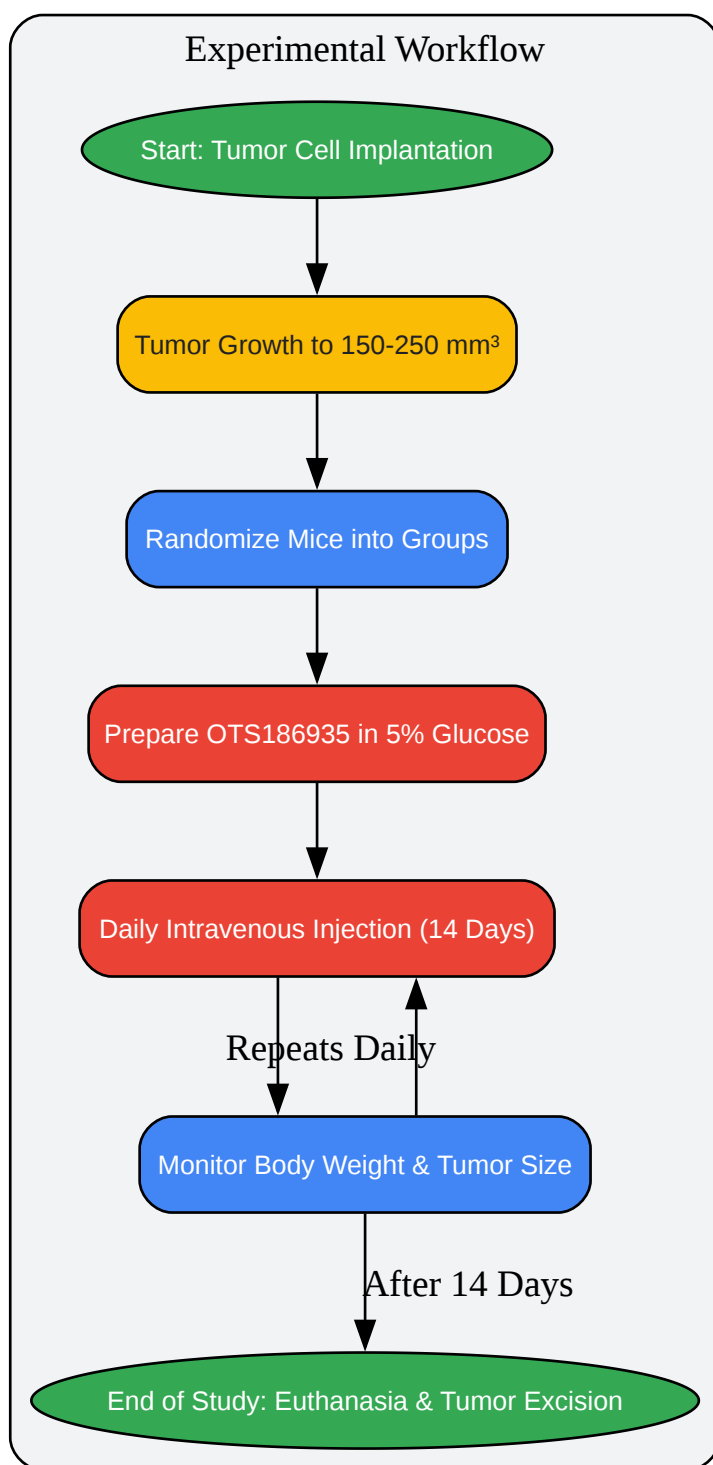 Experimental Workflow
Start: Tumor Cell Implantation
Tumor Growth to 150-250 mm³
Randomize Mice into Groups
Prepare OTS186935 in 5% Glucose
Daily Intravenous Injection (14 Days)
Repeats Daily
Monitor Body Weight & Tumor Size
After 14 Days
End of Study: Euthanasia & Tumor Excision